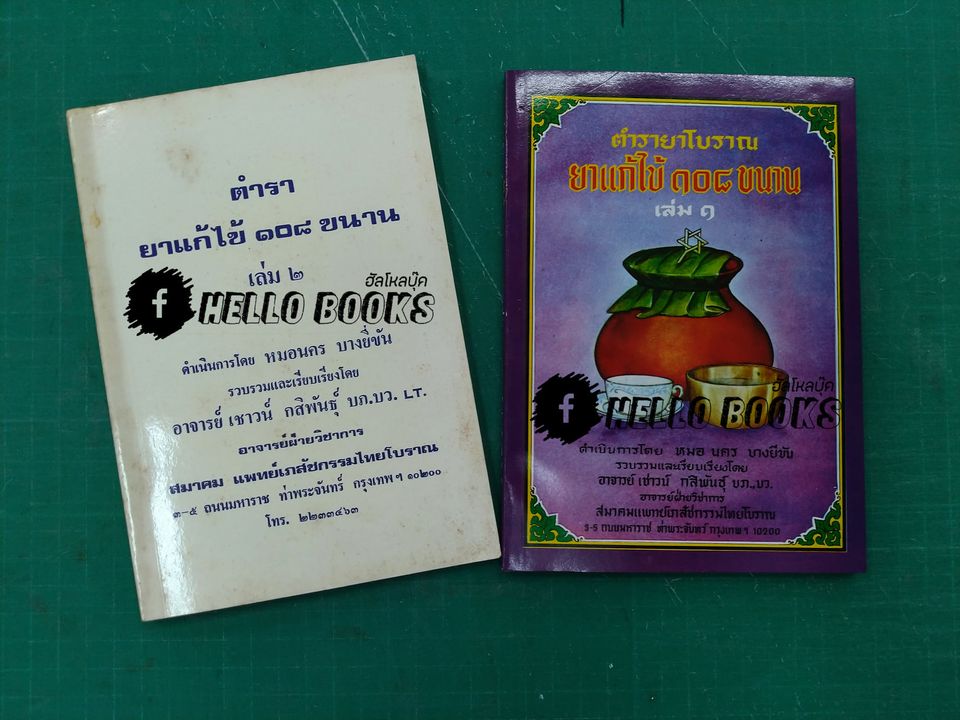 ตำรา
ยาแก้ไข้ ๑๐๘ ขนาน
เล่ม ๒
ฮัลโหลบุ๊ค
f HELLO BOOKS
ดำเนินการโดย หมอนคร บางยี่ขัน
รวบรวมและเรียบเรียงโดย
อาจารย์ เชาวน์ กสิพันธุ์ บภ.บว. LT.
อาจารย์ฝ่ายวิชาการ
สมาคม แพทย์เภสัชกรรมไทยโบราณ
๓-๕ ถนนมหาราช ท่าพระจันทร์ กรุงเทพ ฯ ๑๐๒๐๐
โทร. ๒๒๓๓๔๖๓
ตำรายาโบราณ
ยาแก้ไข้ ๑๐๘ ขนาน
เล่ม ๑
ฮัลโหลบุ๊ค
f HELLO BOOKS
ดำเนินการโดย หมอ นคร บางยี่ขัน
รวบรวมและเรียบเรียงโดย
อาจารย์ เชาวน์ กสิพันธุ์ บภ.,บว.
อาจารย์ฝ่ายวิชาการ
สมาคมแพทย์เภสัชกรรมไทยโบราณ
3-5 ถนนมหาราช ท่าพระจันทร์ กรุงเทพ ฯ 10200